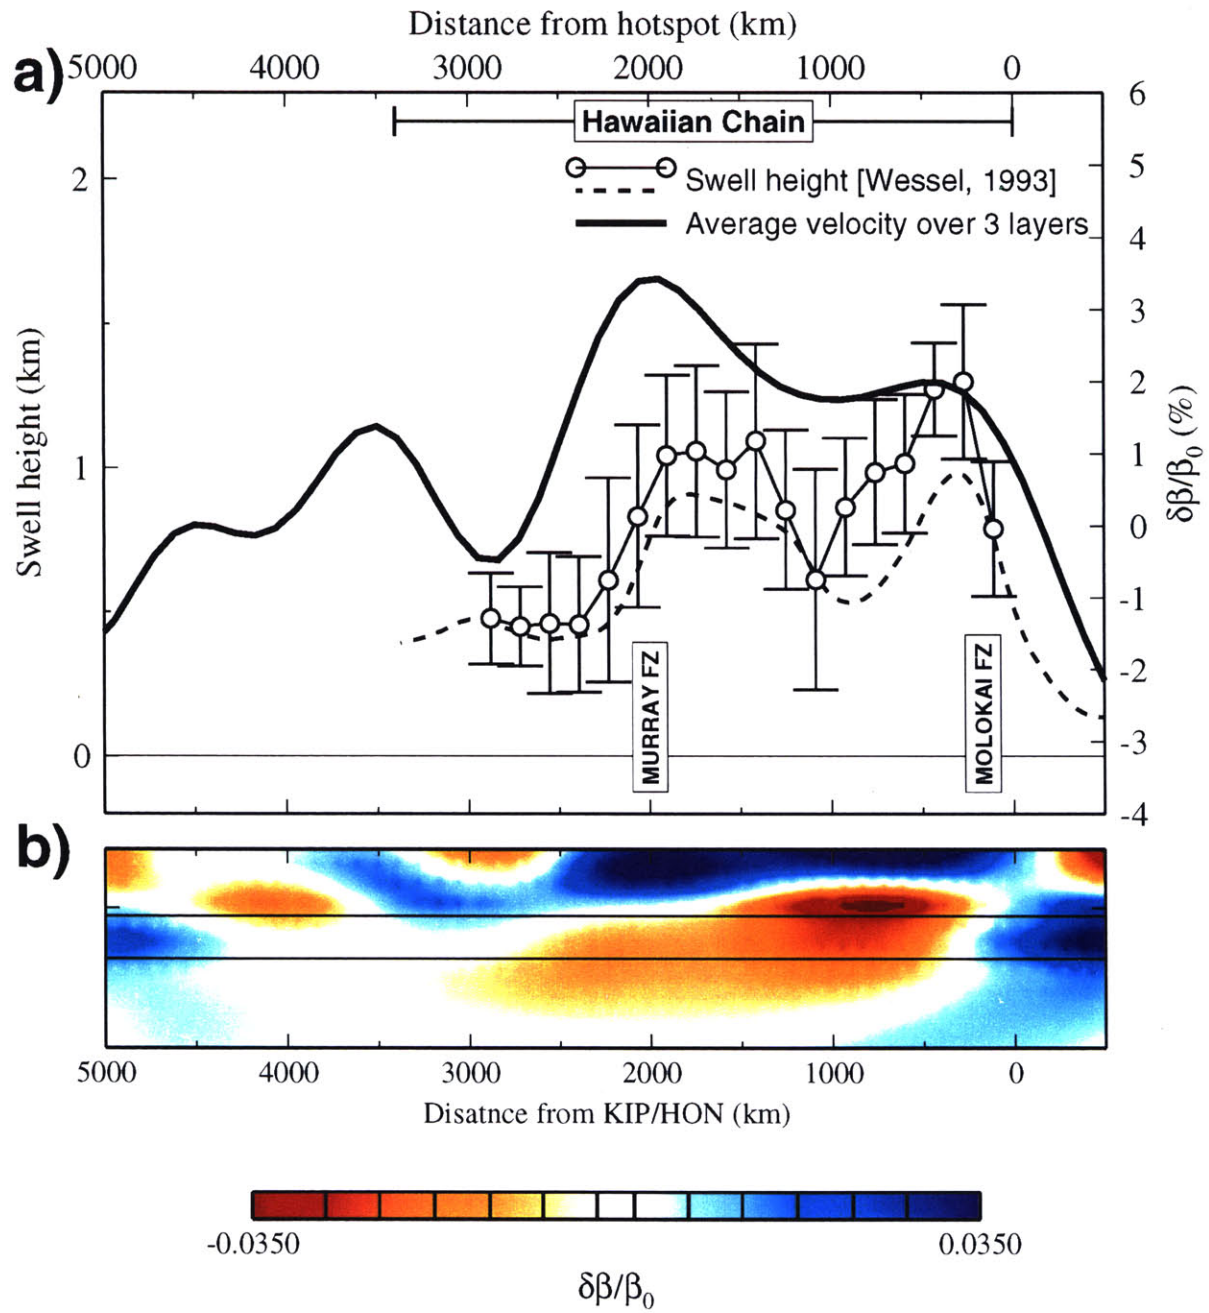 Distance from hotspot (km)
a)
5000 4000 3000 2000 1000 0
Hawaiian Chain
Swell height [Wessel, 1993]
Average velocity over 3 layers
Swell height (km)
2
1
0
6
5
4
3
2
1
0
-1
-2
-3
-4
δβ/β0 (%)
MURRAY FZ
MOLOKAI FZ
b)
5000 4000 3000 2000 1000 0
Disatnce from KIP/HON (km)
-0.0350 0.0350
δβ/β0